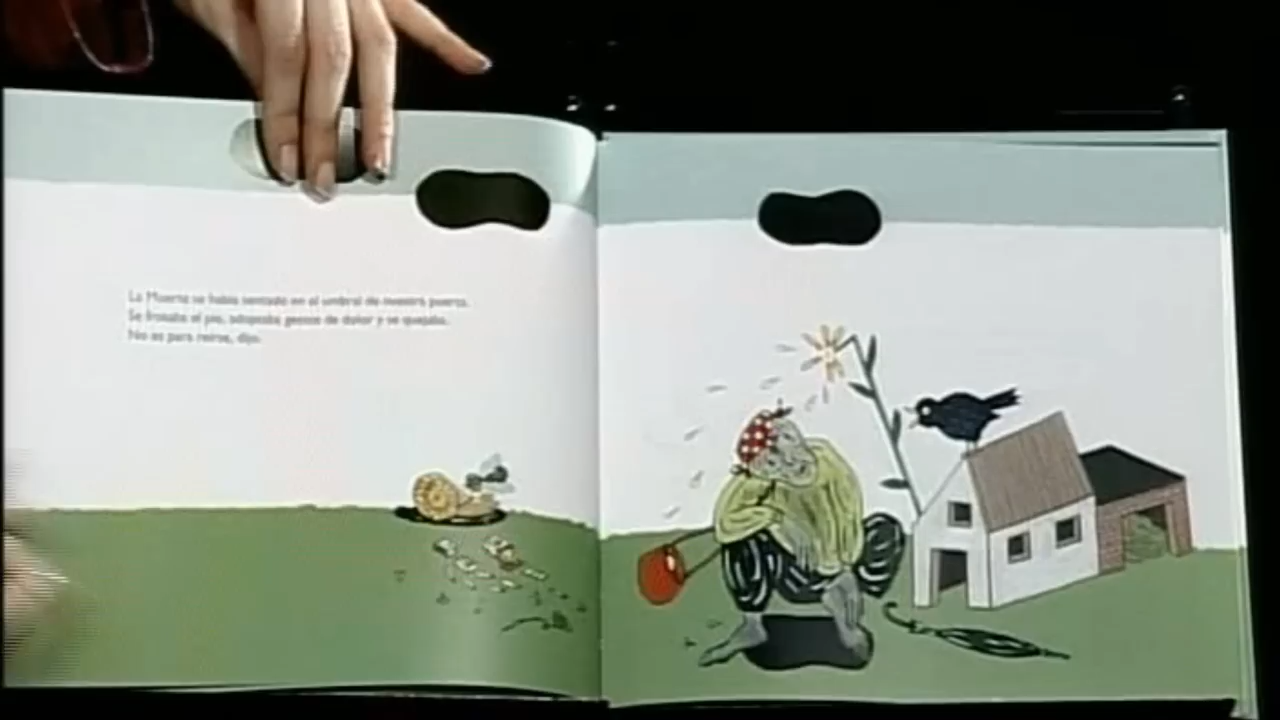 La Muerte se había sentado en el umbral de nuestra puerta.
Se frotaba el pie, adoptaba gestos de dolor y se quejaba.
No es para reírse, dijo.